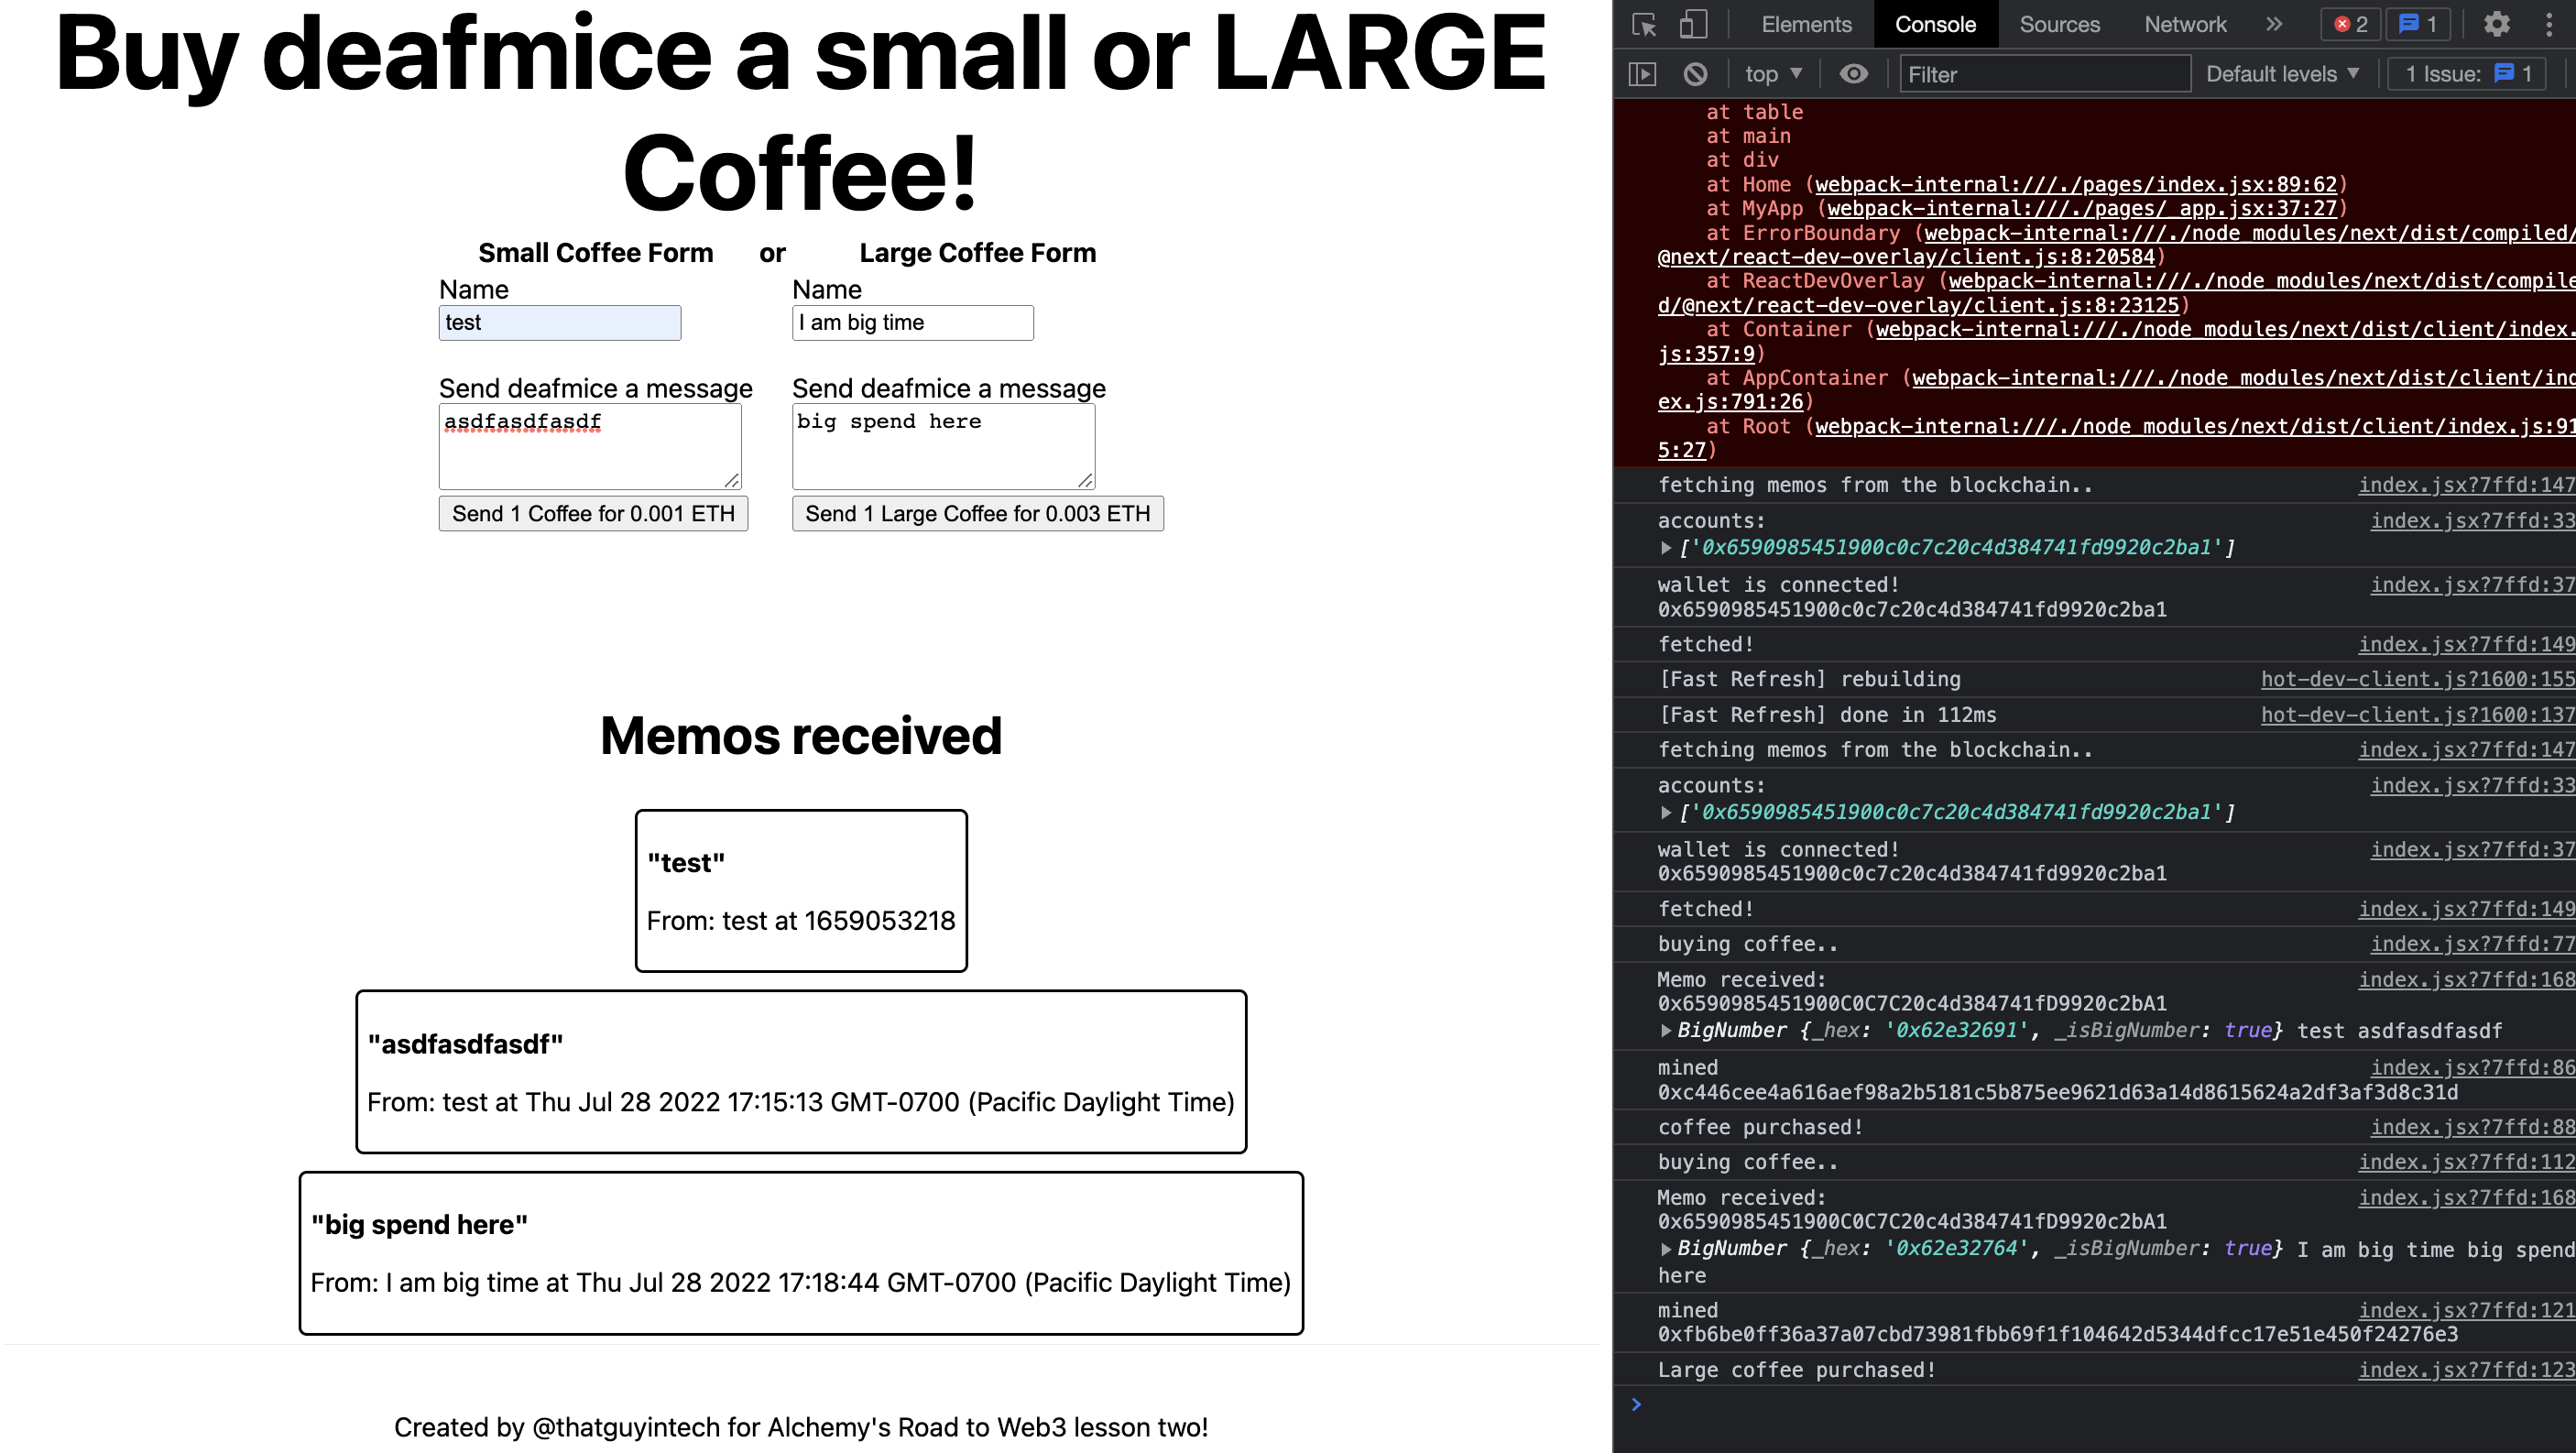 Buy deafmice a small or LARGE
Coffee!
Small Coffee Form or Large Coffee Form
Name Name
test I am big time
Send deafmice a message Send deafmice a message
asdfasdfasdf big spend here
Send 1 Coffee for 0.001 ETH Send 1 Large Coffee for 0.003 ETH
Memos received
"test"
From: test at 1659053218
"asdfasdfasdf"
From: test at Thu Jul 28 2022 17:15:13 GMT-0700 (Pacific Daylight Time)
"big spend here"
From: I am big time at Thu Jul 28 2022 17:18:44 GMT-0700 (Pacific Daylight Time)
Created by @thatguyintech for Alchemy's Road to Web3 lesson two!
Elements Console Sources Network » 2 1
top Filter Default levels 1 Issue: 1
at table
at main
at div
at Home (webpack-internal:///./pages/index.jsx:89:62)
at MyApp (webpack-internal:///./pages/_app.jsx:37:27)
at ErrorBoundary (webpack-internal:///./node_modules/next/dist/compiled/
@next/react-dev-overlay/client.js:8:20584)
at ReactDevOverlay (webpack-internal:///./node_modules/next/dist/compile
d/@next/react-dev-overlay/client.js:8:23125)
at Container (webpack-internal:///./node_modules/next/dist/client/index.
js:357:9)
at AppContainer (webpack-internal:///./node_modules/next/dist/client/ind
ex.js:791:26)
at Root (webpack-internal:///./node_modules/next/dist/client/index.js:91
5:27)
fetching memos from the blockchain.. index.jsx?7ffd:147
accounts: index.jsx?7ffd:33
['0x6590985451900c0c7c20c4d384741fd9920c2ba1']
wallet is connected! index.jsx?7ffd:37
0x6590985451900c0c7c20c4d384741fd9920c2ba1
fetched! index.jsx?7ffd:149
[Fast Refresh] rebuilding hot-dev-client.js?1600:155
[Fast Refresh] done in 112ms hot-dev-client.js?1600:137
fetching memos from the blockchain.. index.jsx?7ffd:147
accounts: index.jsx?7ffd:33
['0x6590985451900c0c7c20c4d384741fd9920c2ba1']
wallet is connected! index.jsx?7ffd:37
0x6590985451900c0c7c20c4d384741fd9920c2ba1
fetched! index.jsx?7ffd:149
buying coffee.. index.jsx?7ffd:77
Memo received: index.jsx?7ffd:168
0x6590985451900C0C7C20c4d384741fD9920c2bA1
BigNumber {_hex: '0x62e32691', _isBigNumber: true} test asdfasdfasdf
mined index.jsx?7ffd:86
0xc446cee4a616aef98a2b5181c5b875ee9621d63a14d8615624a2df3af3d8c31d
coffee purchased! index.jsx?7ffd:88
buying coffee.. index.jsx?7ffd:112
Memo received: index.jsx?7ffd:168
0x6590985451900C0C7C20c4d384741fD9920c2bA1
BigNumber {_hex: '0x62e32764', _isBigNumber: true} I am big time big spend
here
mined index.jsx?7ffd:121
0xfb6be0ff36a37a07cbd73981fbb69f1f104642d5344dfcc17e51e450f24276e3
Large coffee purchased! index.jsx?7ffd:123